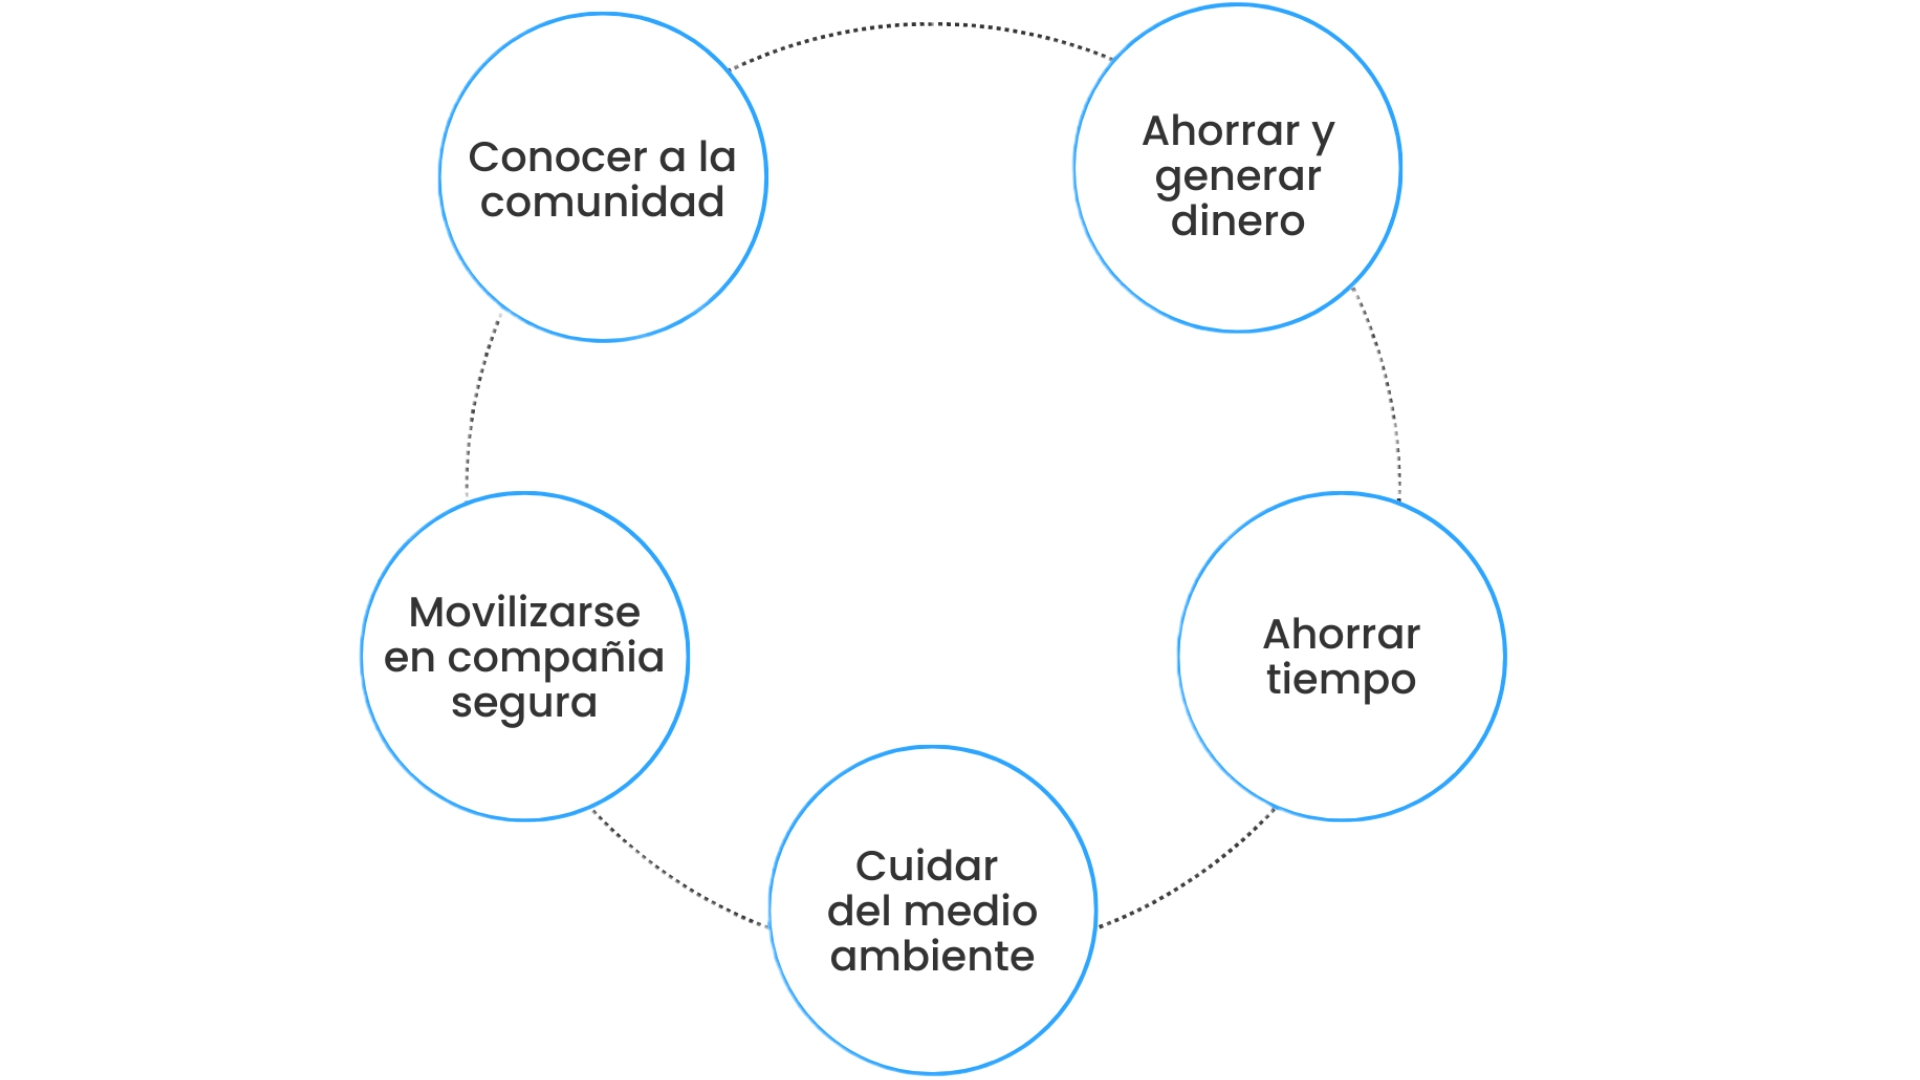 Conocer a la
comunidad
Ahorrar y
generar
dinero
Movilizarse
en compañia
segura
Ahorrar
tiempo
Cuidar
del medio
ambiente